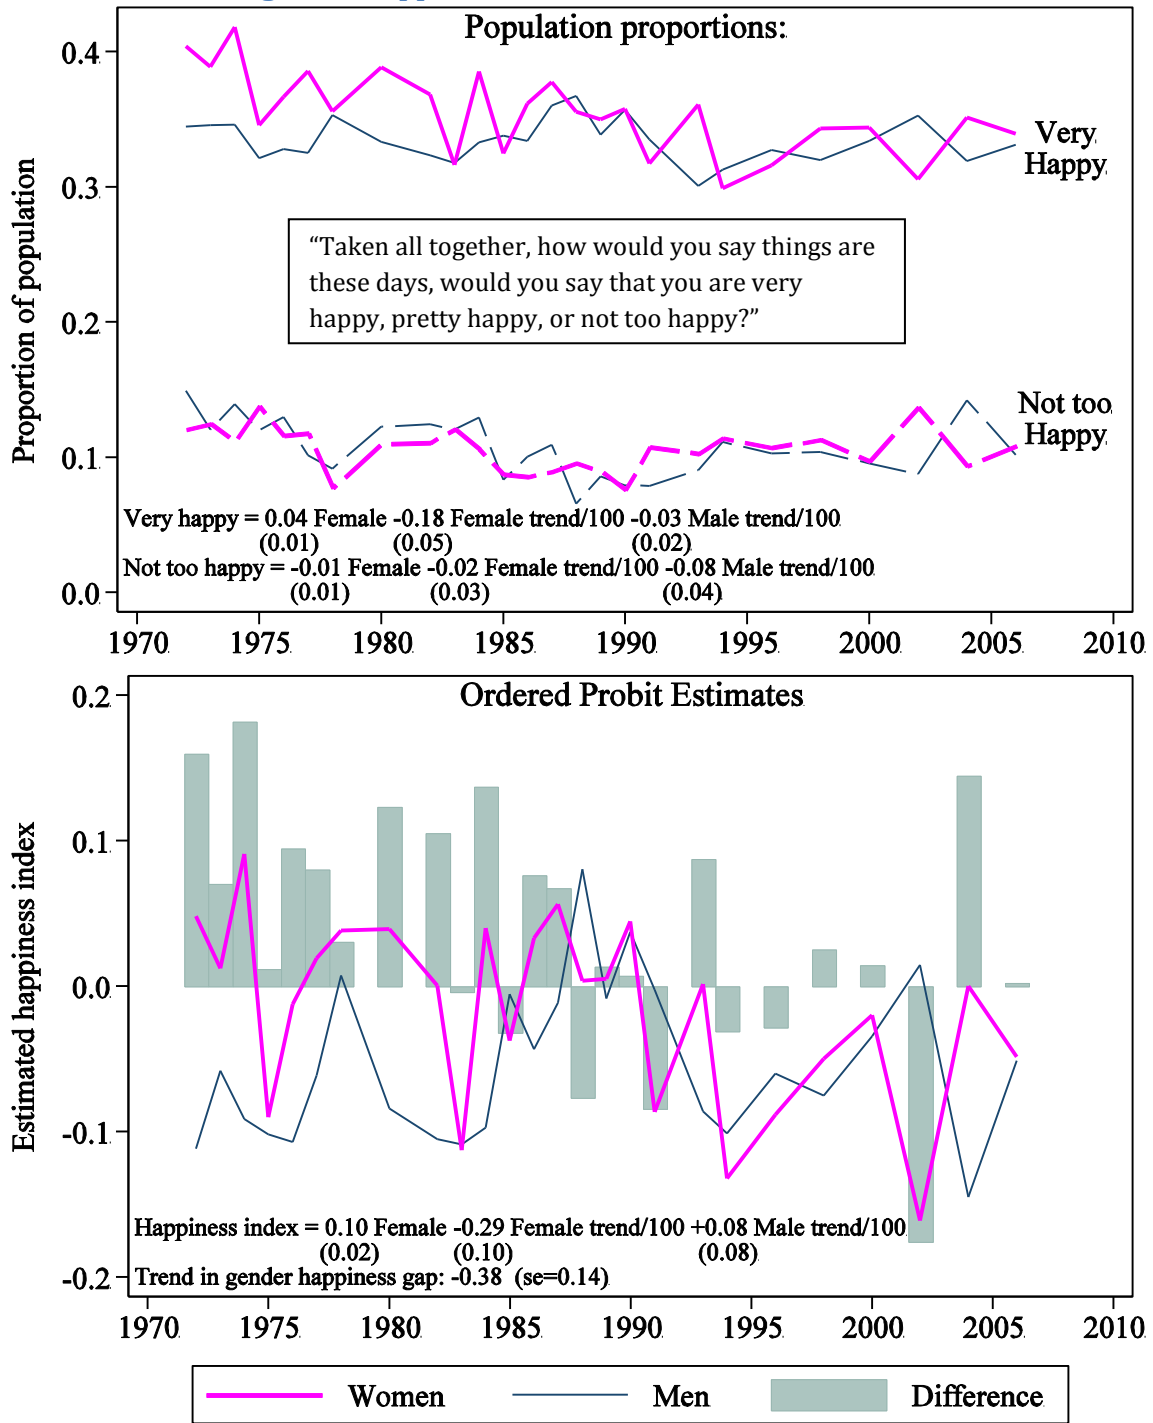 Population proportions:
0.4
0.3
0.2
0.1
0.0
Proportion of population
Very
Happy
“Taken all together, how would you say things are
these days, would you say that you are very
happy, pretty happy, or not too happy?”
Not too
Happy
Very happy = 0.04 Female -0.18 Female trend/100 -0.03 Male trend/100
(0.01) (0.05) (0.02)
Not too happy = -0.01 Female -0.02 Female trend/100 -0.08 Male trend/100
(0.01) (0.03) (0.04)
1970 1975 1980 1985 1990 1995 2000 2005 2010
Ordered Probit Estimates
0.2
0.1
0.0
-0.1
-0.2
Estimated happiness index
Happiness index = 0.10 Female -0.29 Female trend/100 +0.08 Male trend/100
(0.02) (0.10) (0.08)
Trend in gender happiness gap: -0.38 (se=0.14)
1970 1975 1980 1985 1990 1995 2000 2005 2010
Women Men Difference